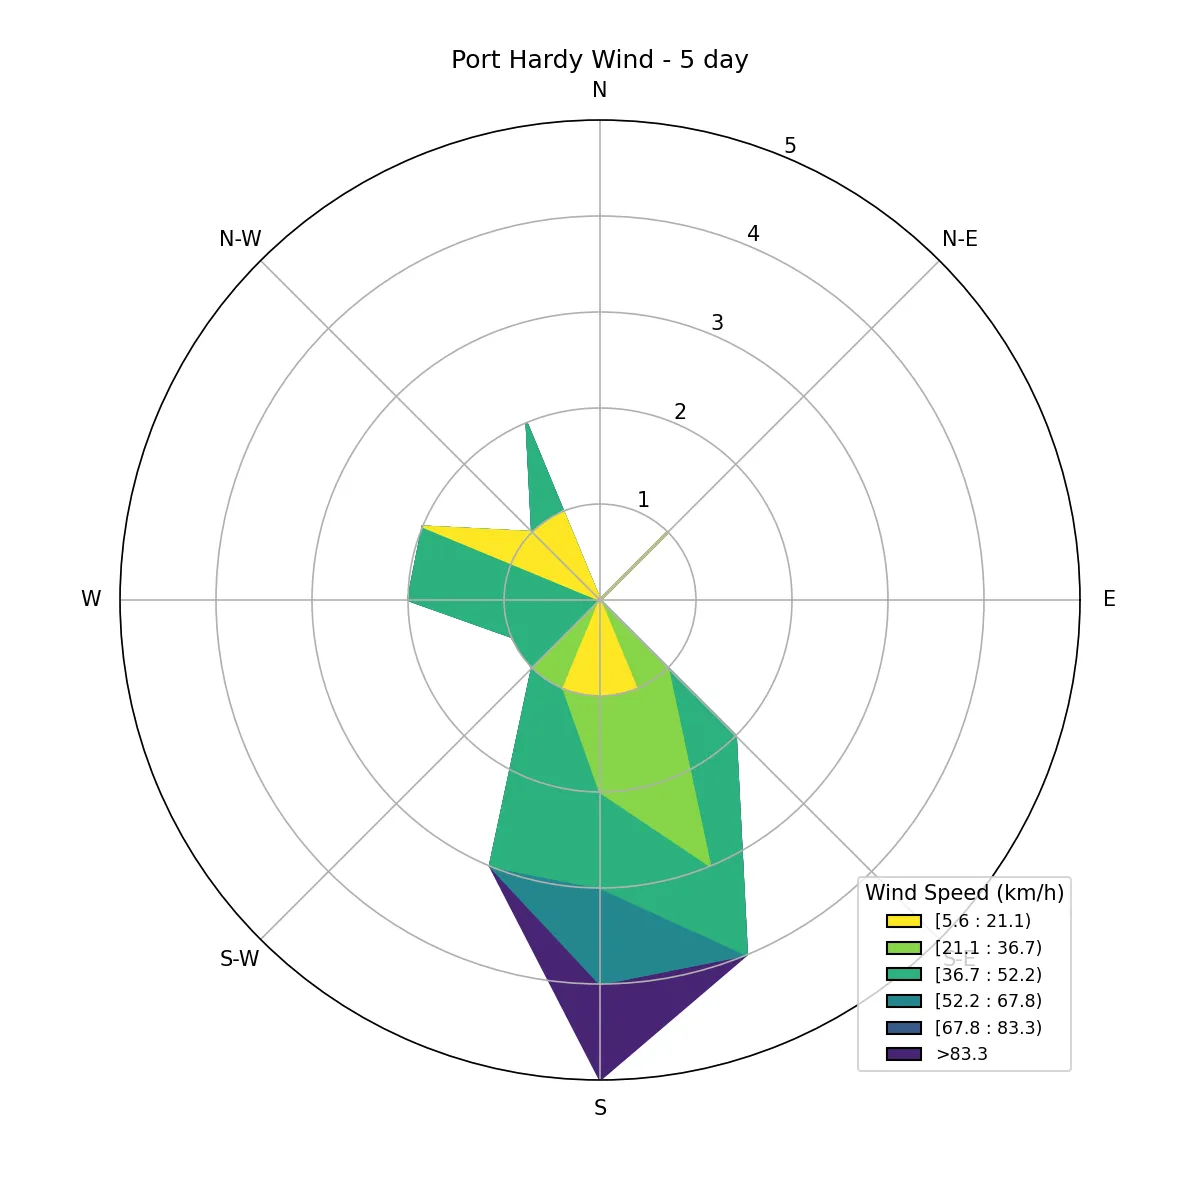 Port Hardy Wind - 5 day
N
5
N-W
4
N-E
3
2
1
W
E
Wind Speed (km/h)
[5.6 : 21.1)
[21.1 : 36.7)
[36.7 : 52.2)
[52.2 : 67.8)
[67.8 : 83.3)
>83.3
S-W
S-E
S